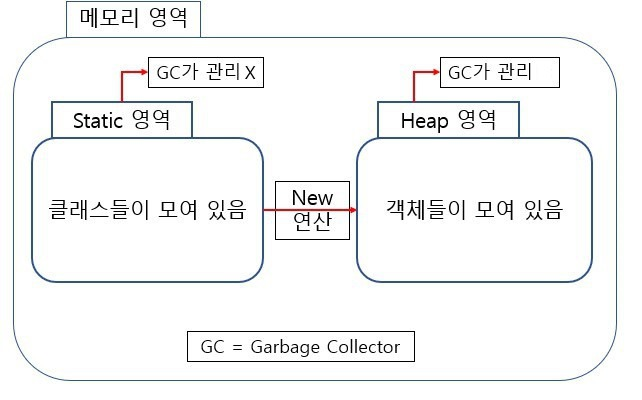 메모리 영역
GC가 관리 X
GC가 관리
Static 영역
Heap 영역
클래스들이 모여 있음
New
연산
객체들이 모여 있음
GC = Garbage Collector